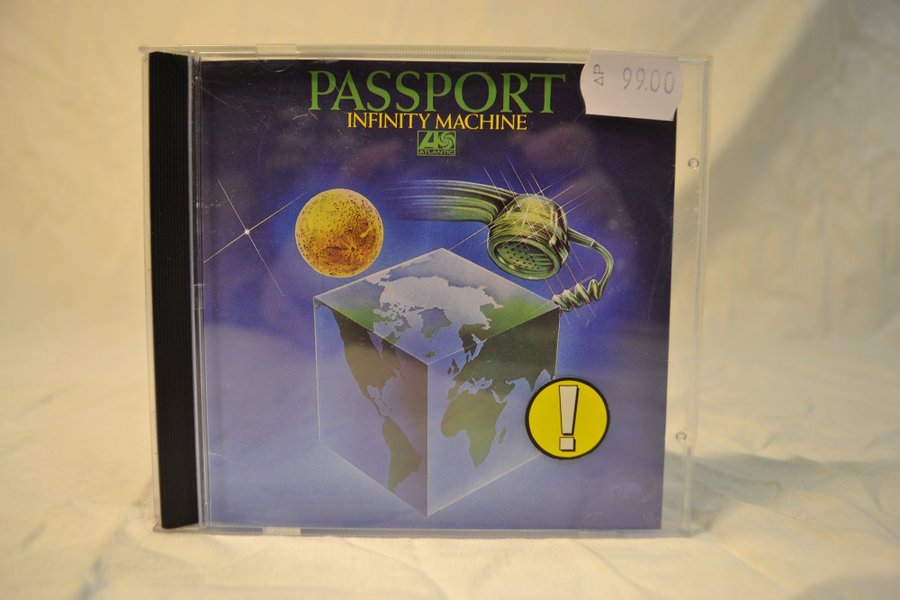 PASSPORT
INFINITY MACHINE
ATLANTIC
AP 99.00
!